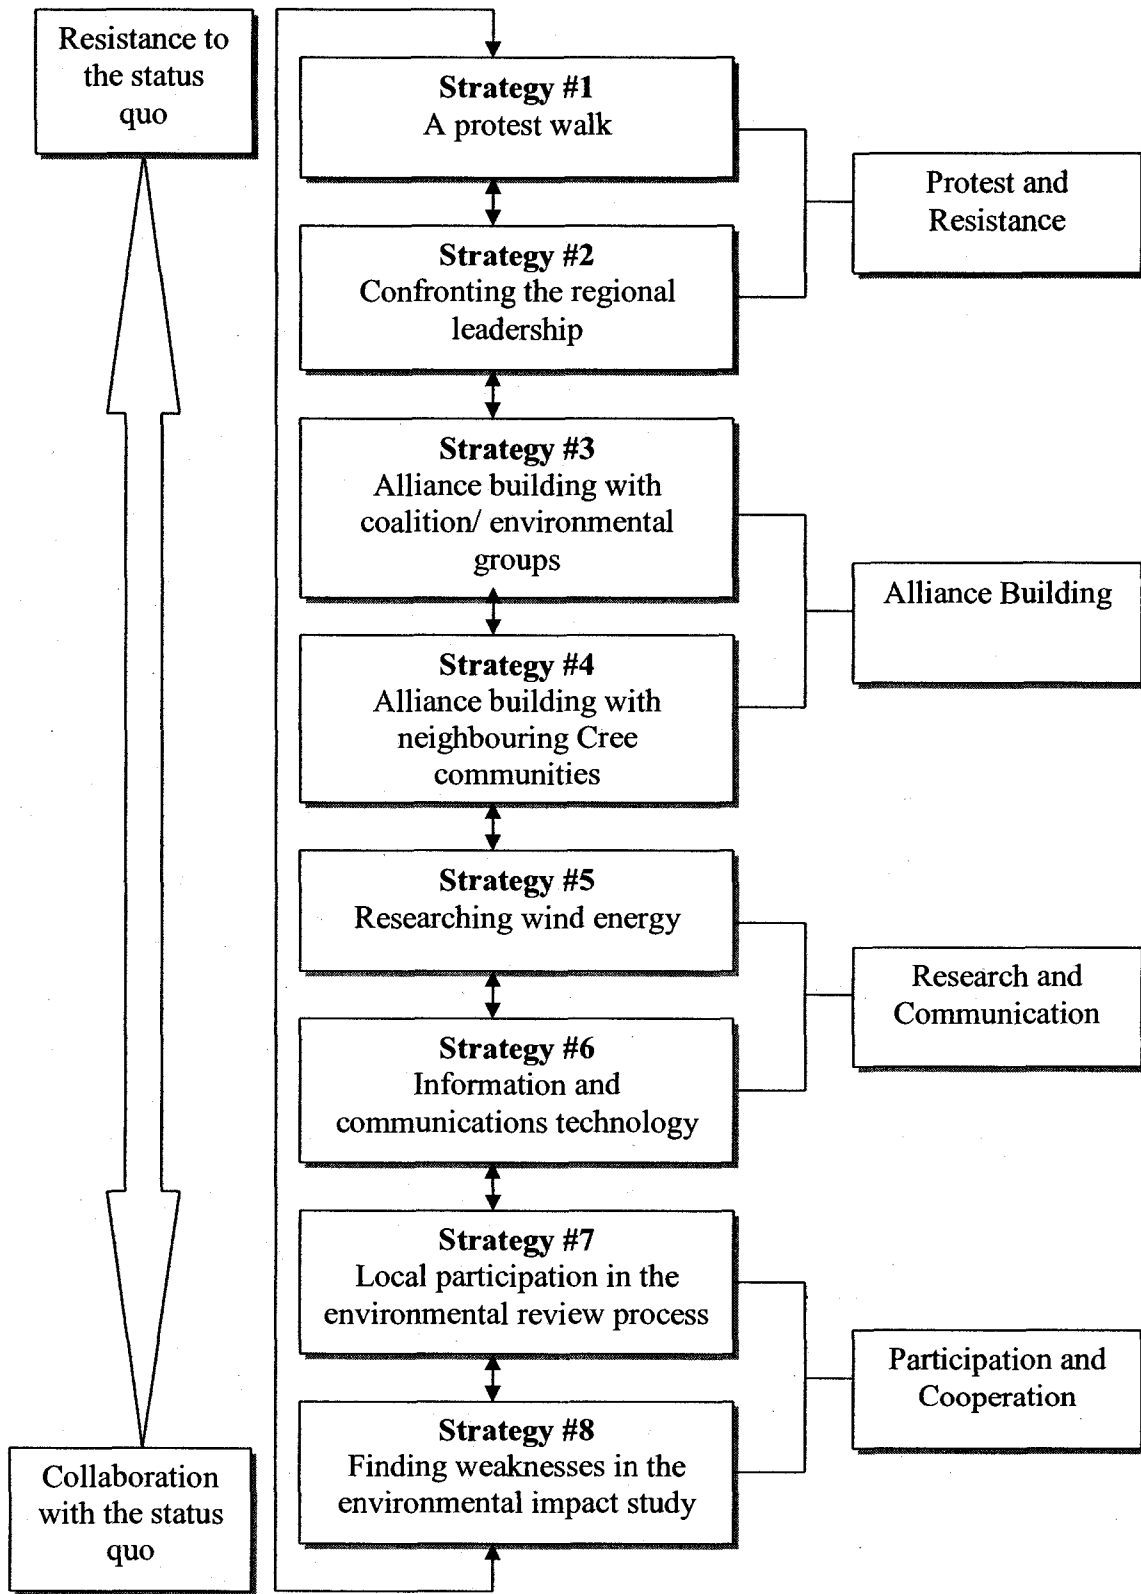 Resistance to
the status
quo
Strategy #1
A protest walk
Protest and
Resistance
Strategy #2
Confronting the regional
leadership
Strategy #3
Alliance building with
coalition/ environmental
groups
Alliance Building
Strategy #4
Alliance building with
neighbouring Cree
communities
Strategy #5
Researching wind energy
Research and
Communication
Strategy #6
Information and
communications technology
Strategy #7
Local participation in the
environmental review process
Participation and
Cooperation
Strategy #8
Finding weaknesses in the
environmental impact study
Collaboration
with the status
quo